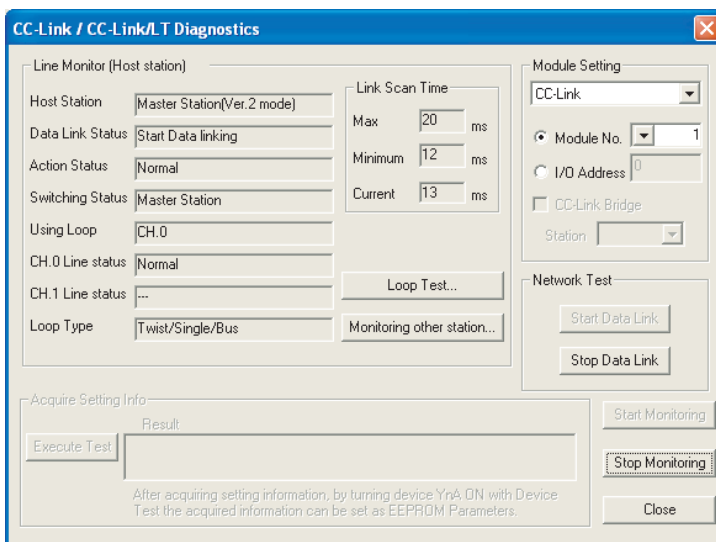 CC-Link / CC-Link/LT Diagnostics
Line Monitor (Host station)
Host Station Master Station(Ver.2 mode)
Data Link Status Start Data linking
Action Status Normal
Switching Status Master Station
Using Loop CH.0
CH.0 Line status Normal
CH.1 Line status ---
Loop Type Twist/Single/Bus
Link Scan Time
Max 20 ms
Minimum 12 ms
Current 13 ms
Loop Test...
Monitoring other station...
Module Setting
CC-Link
Module No. 1
I/O Address 0
CC-Link Bridge
Station
Network Test
Start Data Link
Stop Data Link
Acquire Setting Info
Result
Execute Test
After acquiring setting information, by turning device YnA ON with Device
Test the acquired information can be set as EEPROM Parameters.
Start Monitoring
Stop Monitoring
Close